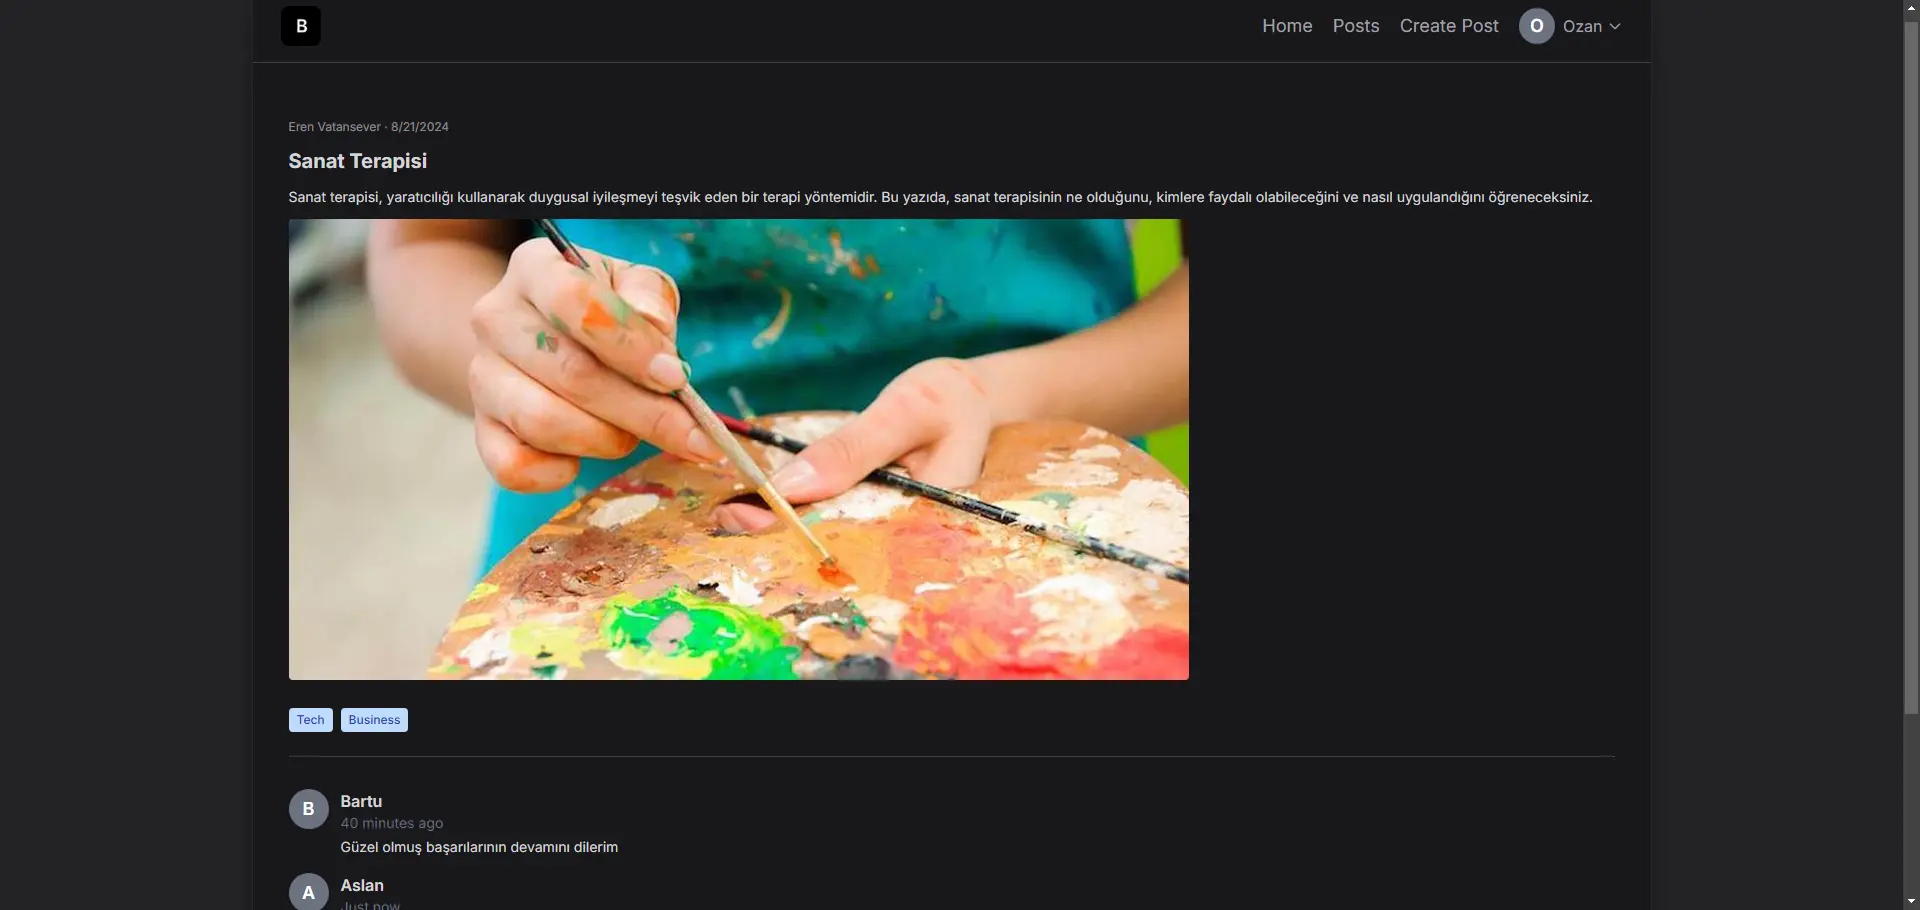 B
Home Posts Create Post O Ozan
Eren Vatansever · 8/21/2024
Sanat Terapisi
Sanat terapisi, yaratıcılığı kullanarak duygusal iyileşmeyi teşvik eden bir terapi yöntemidir. Bu yazıda, sanat terapisinin ne olduğunu, kimlere faydalı olabileceğini ve nasıl uygulandığını öğreneceksiniz.
Tech Business
B
Bartu
40 minutes ago
Güzel olmuş başarılarının devamını dilerim
A
Aslan
Just now